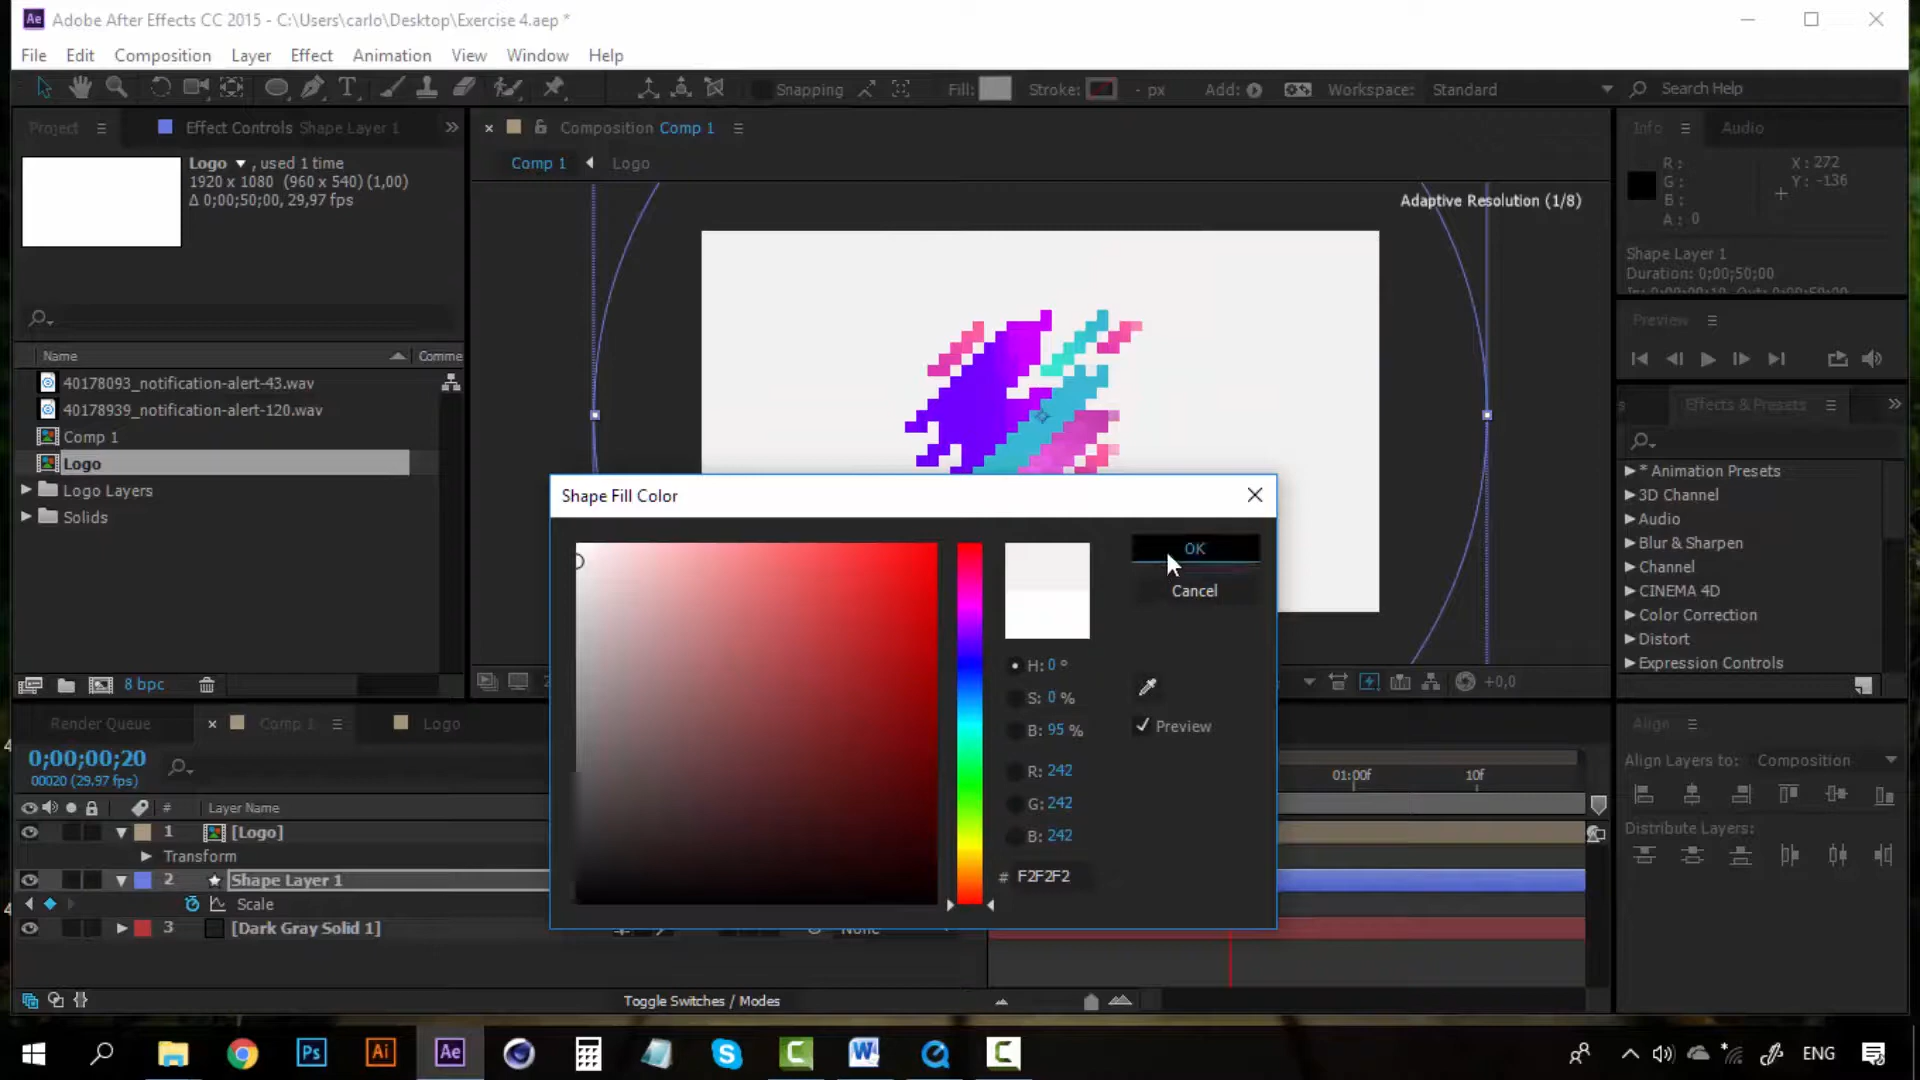 Adobe After Effects CC 2015 - C:\Users\carlo\Desktop\Exercise 4.aep *
File Edit Composition Layer Effect Animation View Window Help
Snapping Fill: Stroke: - px Add: Workspace: Standard Search Help
Project Effect Controls Shape Layer 1 Composition Comp 1 Info Audio
Comp 1 Logo
Logo , used 1 time
1920 x 1080 (960 x 540) (1,00)
Δ 0;00;50;00, 29,97 fps
Adaptive Resolution (1/8)
R: X: 272
G: Y: -136
B:
A: 0
Shape Layer 1
Duration: 0;00;50;00
Preview
Name Comme
40178093_notification-alert-43.wav
40178939_notification-alert-120.wav
Comp 1
Logo
Logo Layers
Solids
Effects & Presets
* Animation Presets
3D Channel
Audio
Blur & Sharpen
Channel
CINEMA 4D
Color Correction
Distort
Expression Controls
Shape Fill Color
OK
Cancel
H: 0 °
S: 0 %
B: 95 %
Preview
R: 242
G: 242
B: 242
# F2F2F2
8 bpc
+0,0
Render Queue Comp 1 Logo
0;00;00;20
00020 (29.97 fps)
# Layer Name
1 [Logo]
Transform
2 Shape Layer 1
Scale
3 [Dark Gray Solid 1]
None
01:00f 10f
Toggle Switches / Modes
Align
Align Layers to: Composition
Distribute Layers:
Ps Ai Ae ENG